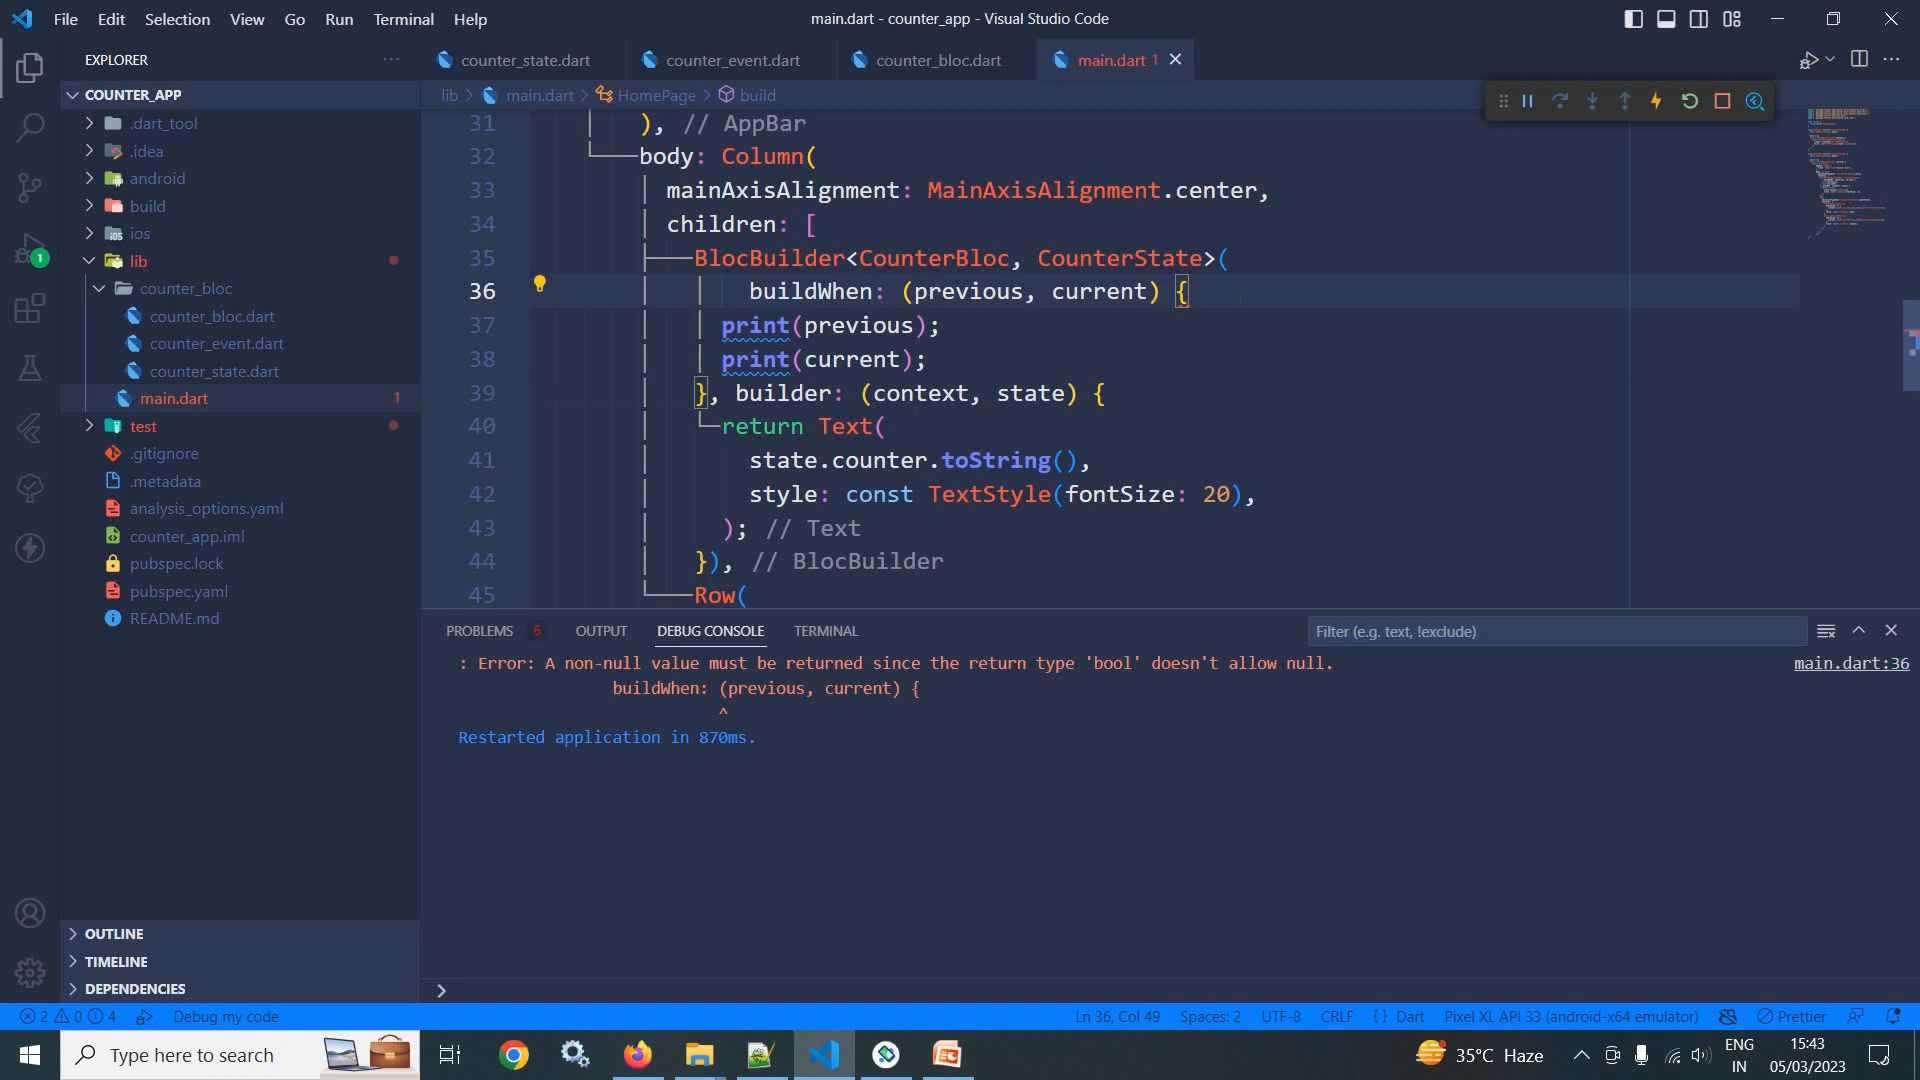 File Edit Selection View Go Run Terminal Help
main.dart - counter_app - Visual Studio Code
EXPLORER
COUNTER_APP
.dart_tool
.idea
android
build
ios
lib
counter_bloc
counter_bloc.dart
counter_event.dart
counter_state.dart
main.dart 1
test
.gitignore
.metadata
analysis_options.yaml
counter_app.iml
pubspec.lock
pubspec.yaml
README.md
OUTLINE
TIMELINE
DEPENDENCIES
1
counter_state.dart counter_event.dart counter_bloc.dart main.dart 1
lib > main.dart > HomePage > build
31 ), // AppBar
32 body: Column(
33 mainAxisAlignment: MainAxisAlignment.center,
34 children: [
35 BlocBuilder<CounterBloc, CounterState>(
36 buildWhen: (previous, current) {
37 print(previous);
38 print(current);
39 }, builder: (context, state) {
40 return Text(
41 state.counter.toString(),
42 style: const TextStyle(fontSize: 20),
43 ); // Text
44 }), // BlocBuilder
45 Row(
PROBLEMS 6 OUTPUT DEBUG CONSOLE TERMINAL
Filter (e.g. text, !exclude)
: Error: A non-null value must be returned since the return type 'bool' doesn't allow null.
main.dart:36
buildWhen: (previous, current) {
^
Restarted application in 870ms.
2 0 4 Debug my code
Ln 36, Col 49 Spaces: 2 UTF-8 CRLF {} Dart Pixel XL API 33 (android-x64 emulator) Prettier
Type here to search
35°C Haze
ENG
IN
15:43
05/03/2023